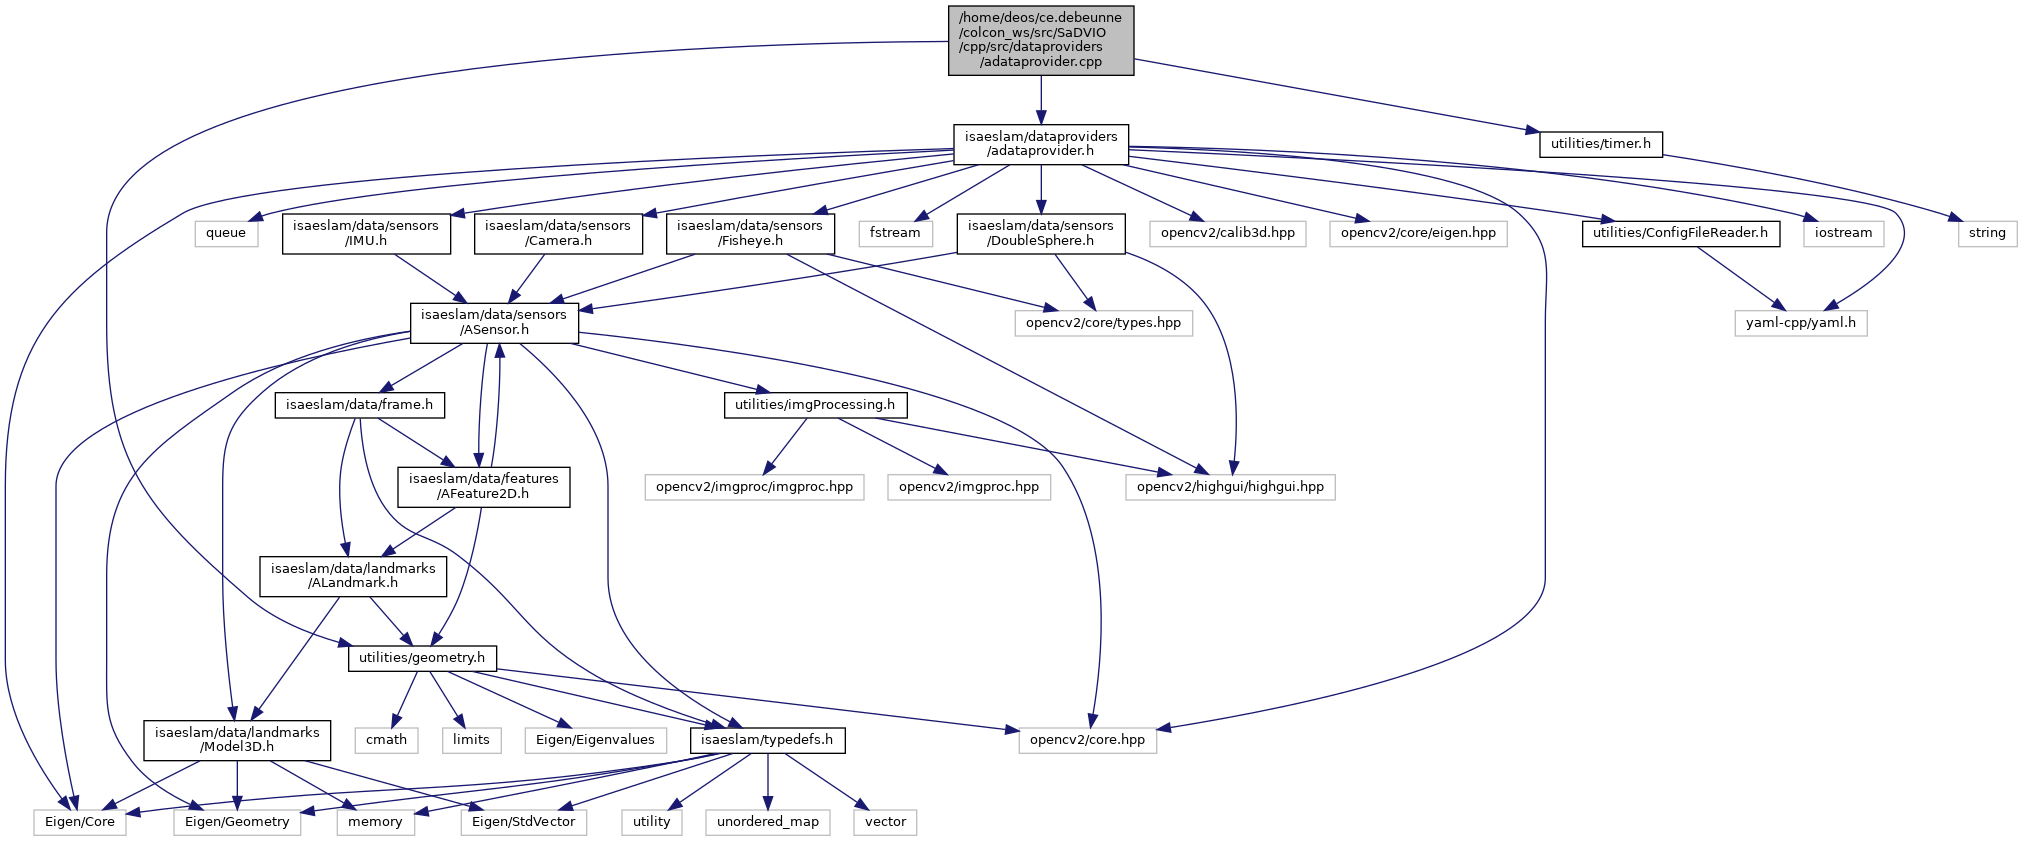 /home/deos/ce.debeunne
/colcon_ws/src/SaDVIO
/cpp/src/dataproviders
/adataprovider.cpp
isaeslam/dataproviders
/adataprovider.h
utilities/timer.h
queue
isaeslam/data/sensors
/IMU.h
isaeslam/data/sensors
/Camera.h
isaeslam/data/sensors
/Fisheye.h
fstream
isaeslam/data/sensors
/DoubleSphere.h
opencv2/calib3d.hpp
opencv2/core/eigen.hpp
utilities/ConfigFileReader.h
iostream
string
isaeslam/data/sensors
/ASensor.h
opencv2/core/types.hpp
yaml-cpp/yaml.h
isaeslam/data/frame.h
utilities/imgProcessing.h
isaeslam/data/features
/AFeature2D.h
opencv2/imgproc/imgproc.hpp
opencv2/imgproc.hpp
opencv2/highgui/highgui.hpp
isaeslam/data/landmarks
/ALandmark.h
utilities/geometry.h
isaeslam/data/landmarks
/Model3D.h
cmath
limits
Eigen/Eigenvalues
isaeslam/typedefs.h
opencv2/core.hpp
Eigen/Core
Eigen/Geometry
memory
Eigen/StdVector
utility
unordered_map
vector